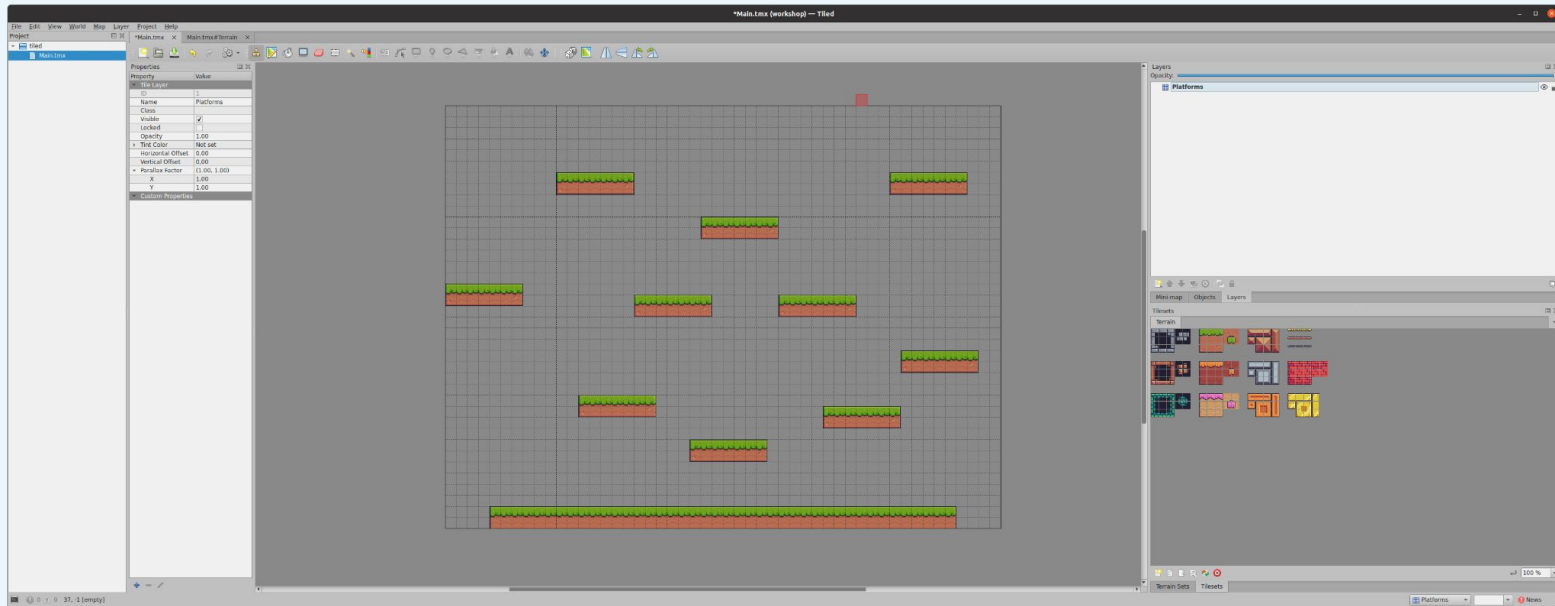 *Main.tmx (workshop) — Tiled
File Edit View World Map Layer Project Help
Project
tiled
Main.tmx
*Main.tmx
Main.tmx#Terrain
Properties
Property Value
Tile Layer
ID 1
Name Platforms
Class
Visible
Locked
Opacity 1.00
Tint Color Not set
Horizontal Offset 0.00
Vertical Offset 0.00
Parallax Factor (1.00, 1.00)
X 1.00
Y 1.00
Custom Properties
Layers
Opacity:
Platforms
Mini-map Objects Layers
Tilesets
Terrain
100 %
Terrain Sets Tilesets
37, -1 [empty]
Platforms
News